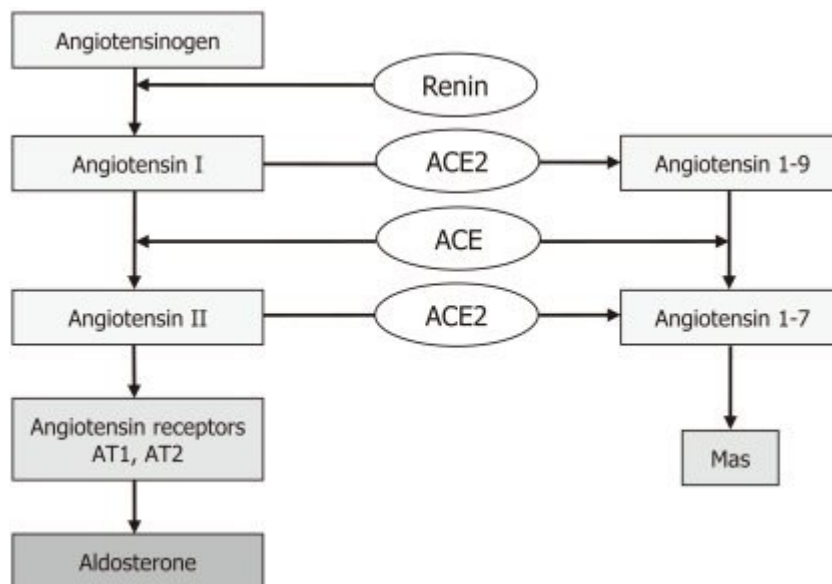 Angiotensinogen
Renin
Angiotensin I
ACE2
Angiotensin 1-9
ACE
Angiotensin II
ACE2
Angiotensin 1-7
Angiotensin receptors
AT1, AT2
Mas
Aldosterone